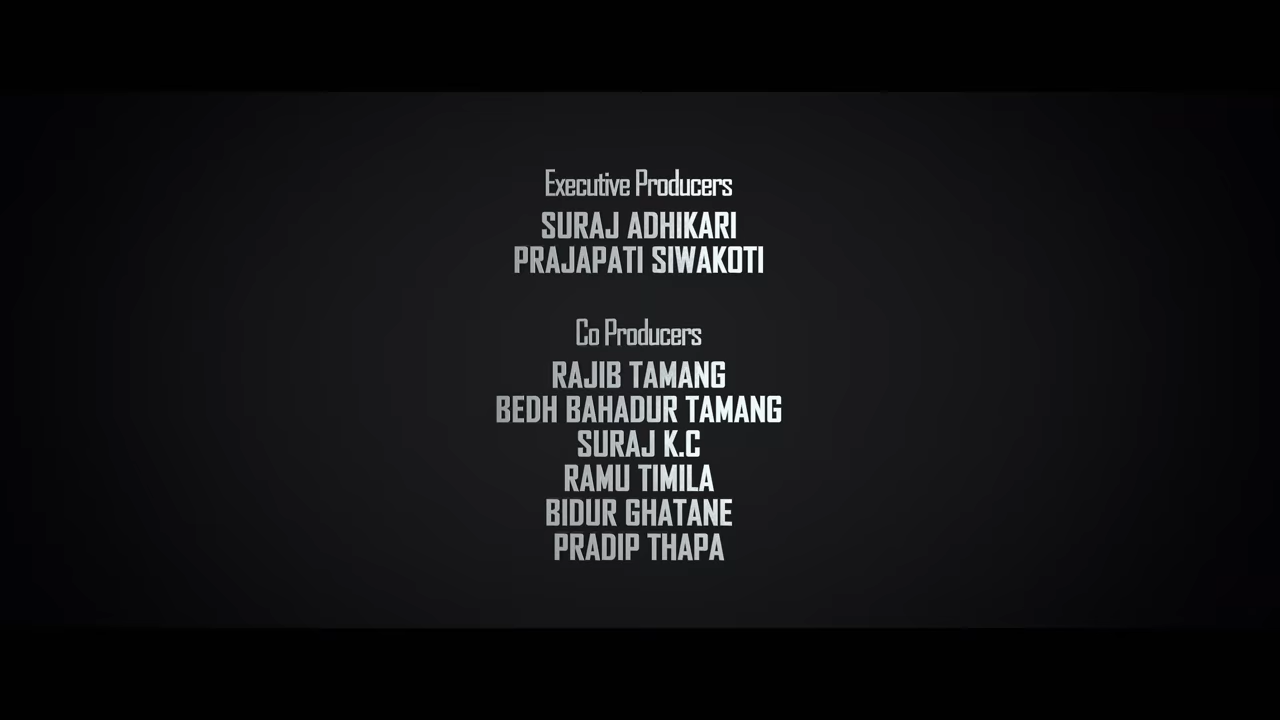 Executive Producers
SURAJ ADHIKARI
PRAJAPATI SIWAKOTI
Co Producers
RAJIB TAMANG
BEDH BAHADUR TAMANG
SURAJ K.C
RAMU TIMILA
BIDUR GHATANE
PRADIP THAPA